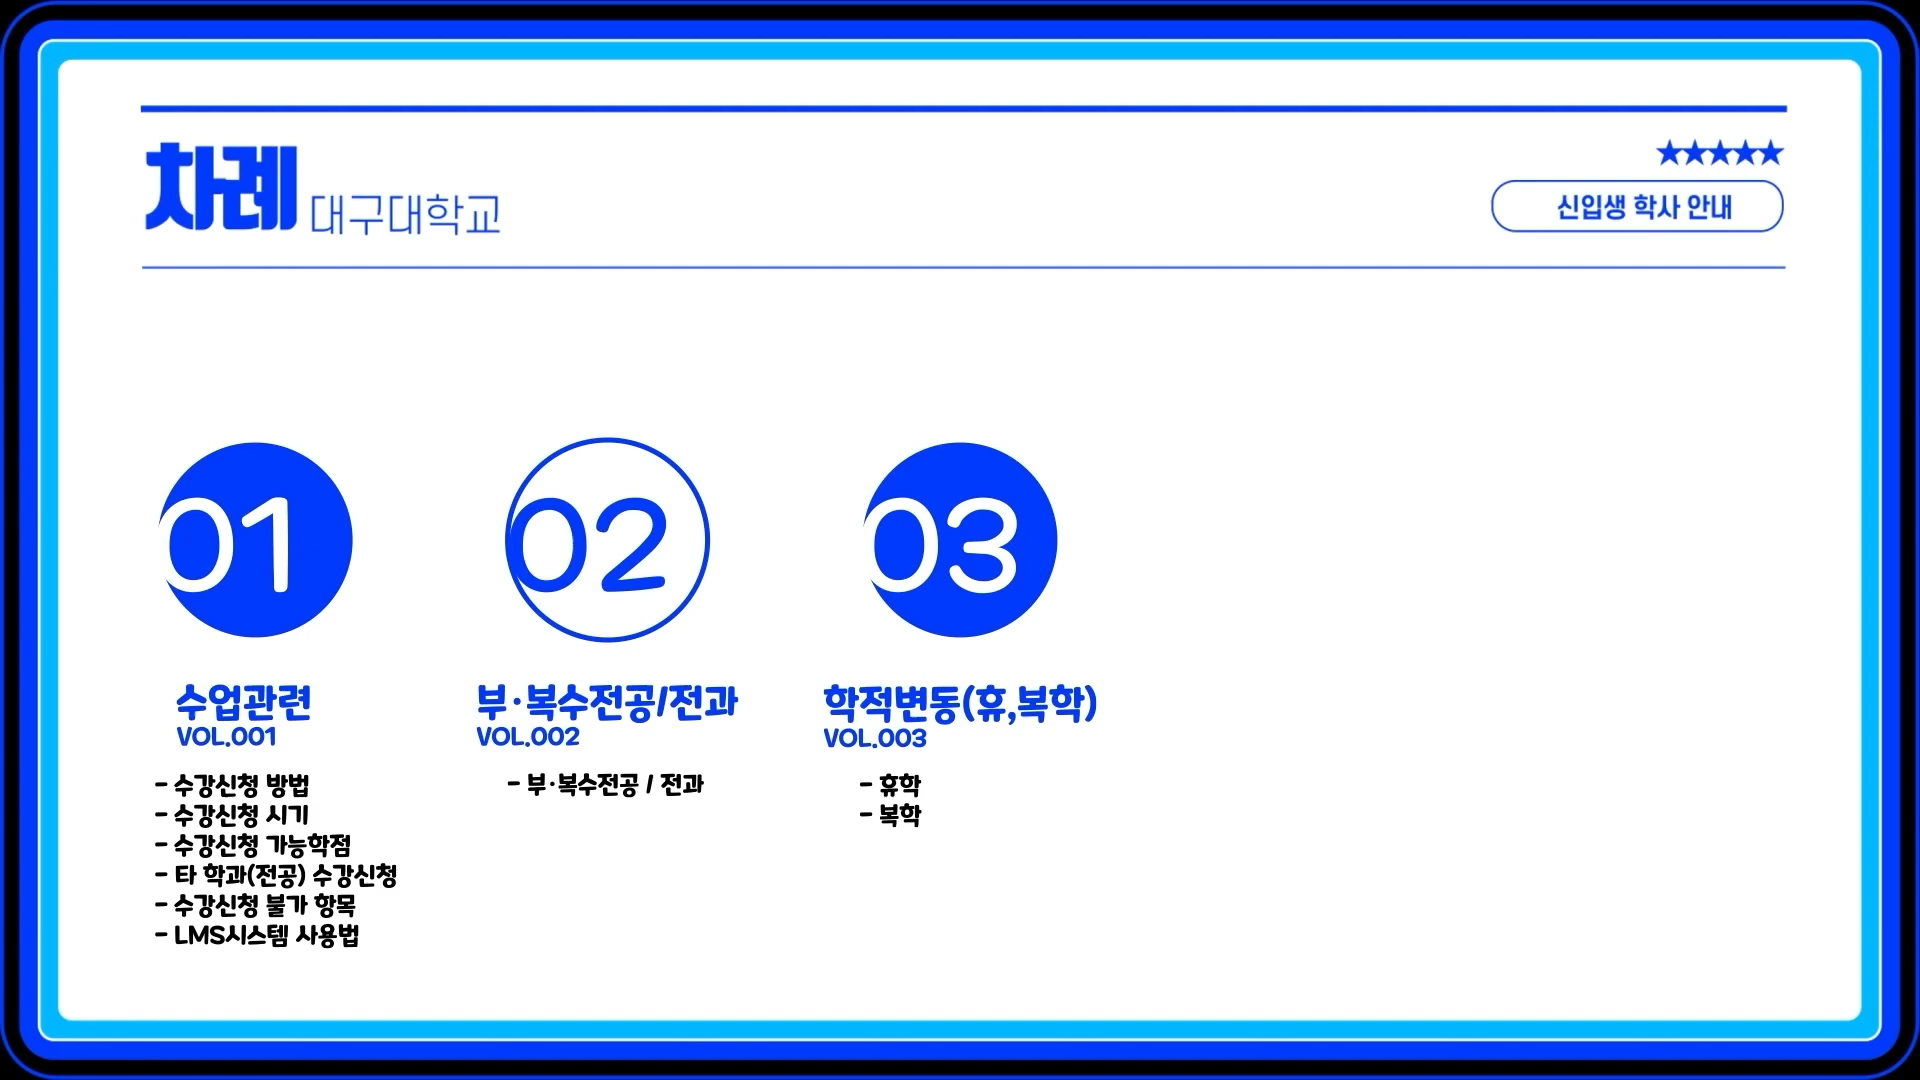 차례 대구대학교
★★★★★
신입생 학사 안내
01
수업관련
VOL.001
- 수강신청 방법
- 수강신청 시기
- 수강신청 가능학점
- 타 학과(전공) 수강신청
- 수강신청 불가 항목
- LMS시스템 사용법
02
부·복수전공/전과
VOL.002
- 부·복수전공 / 전과
03
학적변동(휴,복학)
VOL.003
- 휴학
- 복학